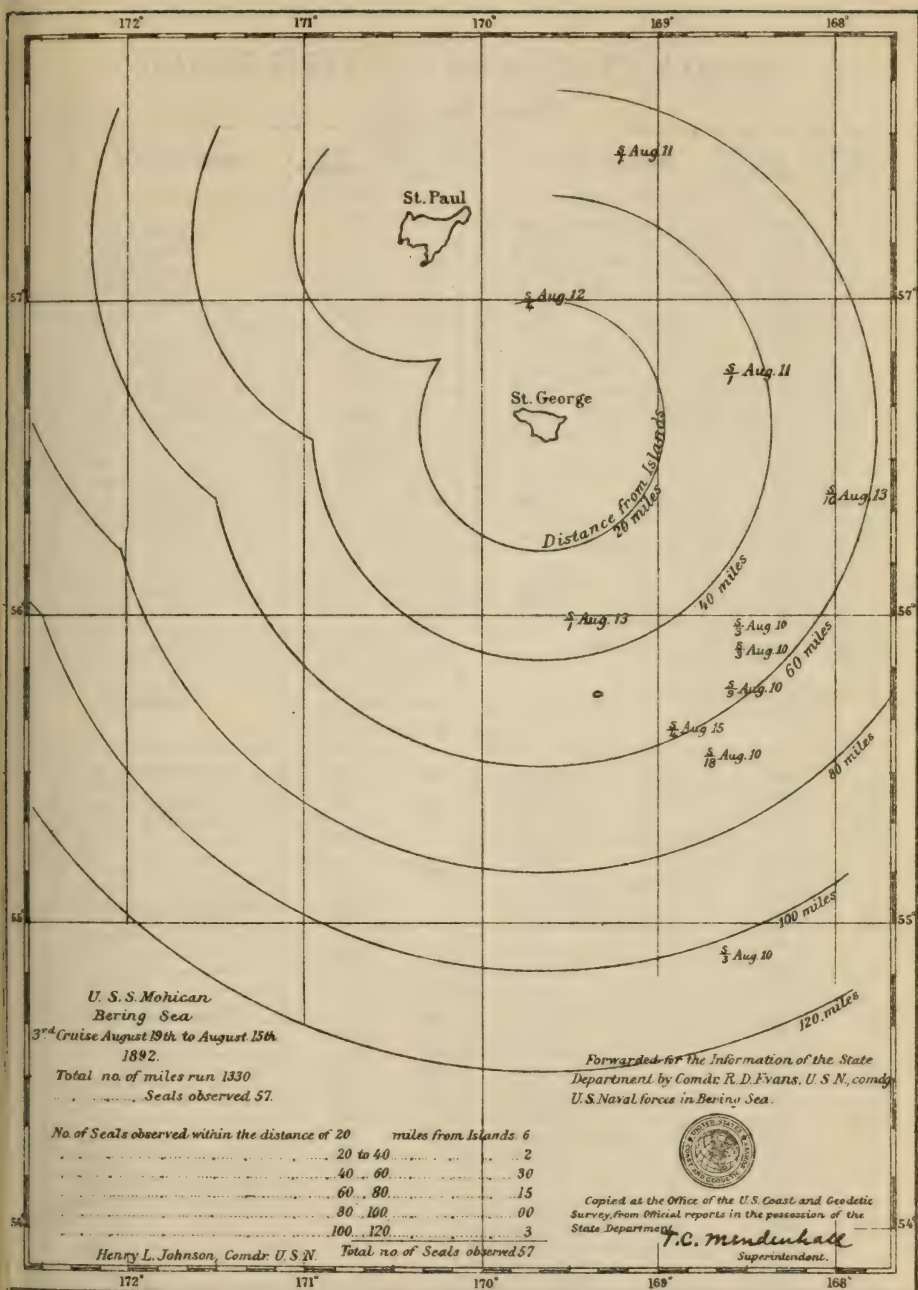 172° 171° 170° 169° 168°
S/1 Aug. 11
St. Paul
57° S/4 Aug. 12 57°
S/1 Aug. 11
St. George
Distance from Islands
20 miles
S/10 Aug. 13
40 miles
56° S/1 Aug. 13 56°
S/3 Aug. 10
S/3 Aug. 10
60 miles
S/9 Aug. 10
Aug 15
S/18 Aug. 10
80 miles
55° 100 miles 55°
S/3 Aug. 10
120 miles
U. S. S. Mohican
Bering Sea
3rd Cruise August 19th to August 15th
1892.
Total no. of miles run 1330
" " Seals observed 57.
No. of Seals observed within the distance of 20 miles from Islands 6
20 to 40 2
40 " 60 30
60 " 80 15
80 " 100 00
100 " 120 3
Henry L. Johnson, Comdr. U. S. N. Total no. of Seals observed 57
Forwarded for the Information of the State
Department by Comdr. R. D. Evans, U. S. N., comdg
U. S. Naval forces in Bering Sea.
UNITED STATES
COAST AND GEODETIC SURVEY
Copied at the Office of the U. S. Coast and Geodetic
Survey, from Official reports in the possession of the
State Department
T. C. Mendenhall
Superintendent.
54° 54°
172° 171° 170° 169° 168°